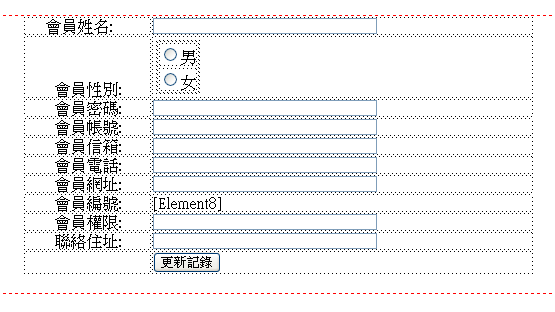 會員姓名:
男
女
會員性別:
會員密碼:
會員帳號:
會員信箱:
會員電話:
會員網址:
會員編號: [Element8]
會員權限:
聯絡住址:
更新記錄